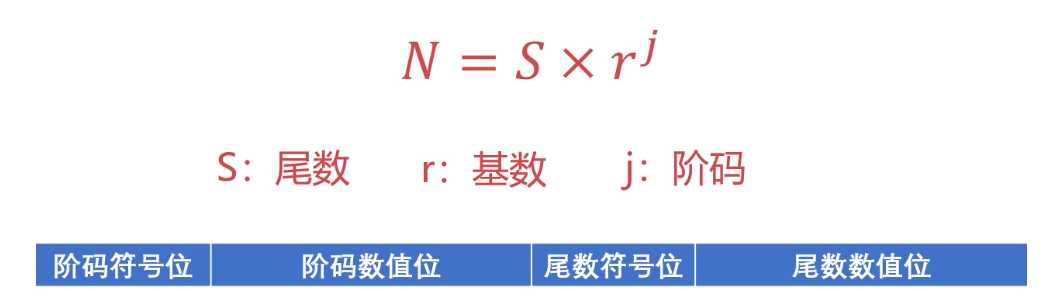 N = S × r^j
S：尾数 r：基数 j：阶码
阶码符号位 阶码数值位 尾数符号位 尾数数值位